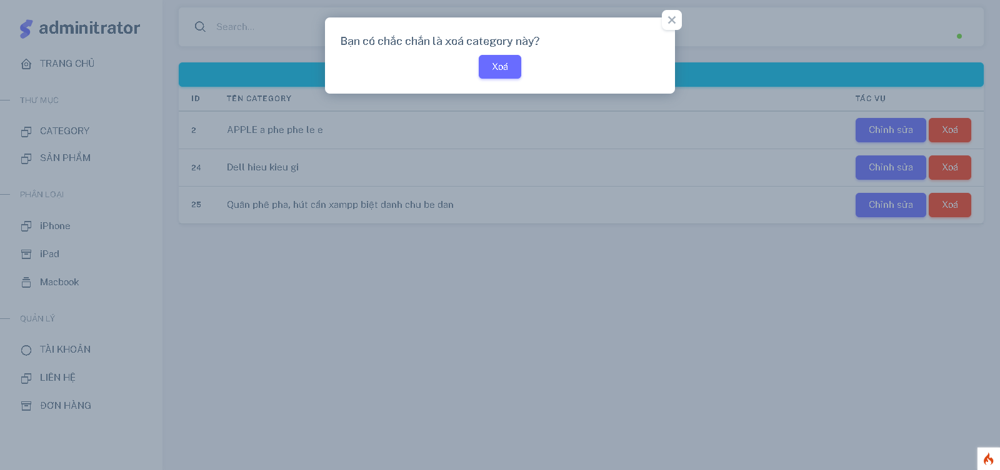 adminitrator
TRANG CHỦ
THƯ MỤC
CATEGORY
SẢN PHẨM
PHÂN LOẠI
iPhone
iPad
Macbook
QUẢN LÝ
TÀI KHOẢN
LIÊN HỆ
ĐƠN HÀNG
Search...
Bạn có chắc chắn là xoá category này?
Xoá
ID TÊN CATEGORY TÁC VỤ
2 APPLE a phe phe le e Chỉnh sửa Xoá
24 Dell hieu kieu gi Chỉnh sửa Xoá
25 Quân phê pha, hút cần xampp biệt danh chu be dan Chỉnh sửa Xoá